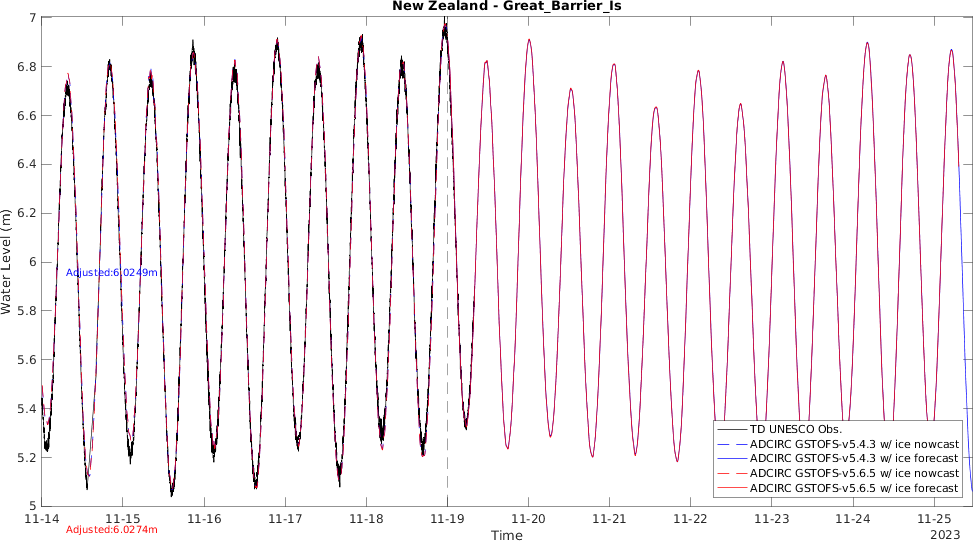 New Zealand - Great_Barrier_Is
Water Level (m)
7
6.8
6.6
6.4
6.2
6
5.8
5.6
5.4
5.2
5
Adjusted:6.0249m
Adjusted:6.0274m
TD UNESCO Obs.
ADCIRC GSTOFS-v5.4.3 w/ ice nowcast
ADCIRC GSTOFS-v5.4.3 w/ ice forecast
ADCIRC GSTOFS-v5.6.5 w/ ice nowcast
ADCIRC GSTOFS-v5.6.5 w/ ice forecast
11-14 11-15 11-16 11-17 11-18 11-19 11-20 11-21 11-22 11-23 11-24 11-25
Time
2023